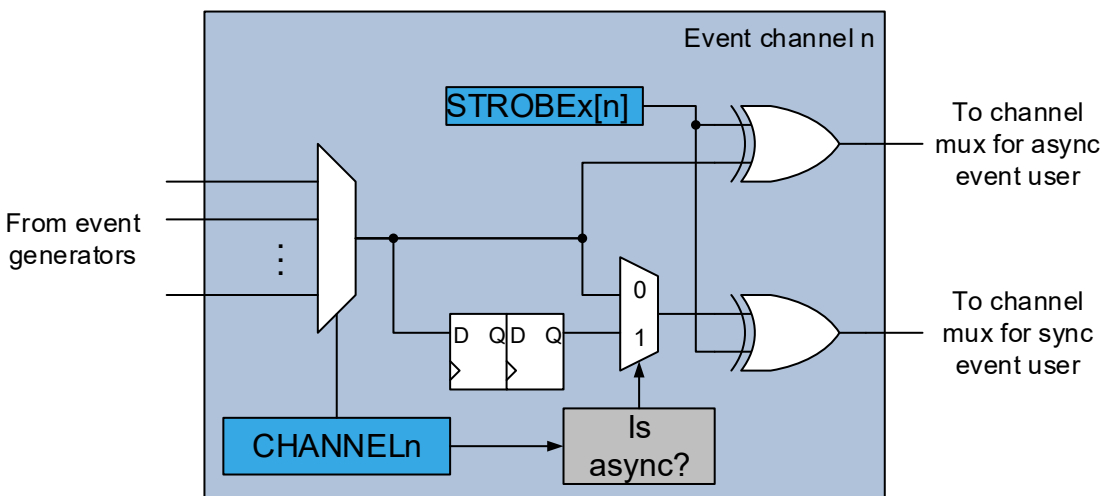 Event channel n
STROBEx[n]
To channel
mux for async
event user
From event
generators
⋮
0
1
D Q D Q
To channel
mux for sync
event user
CHANNELn
Is
async?